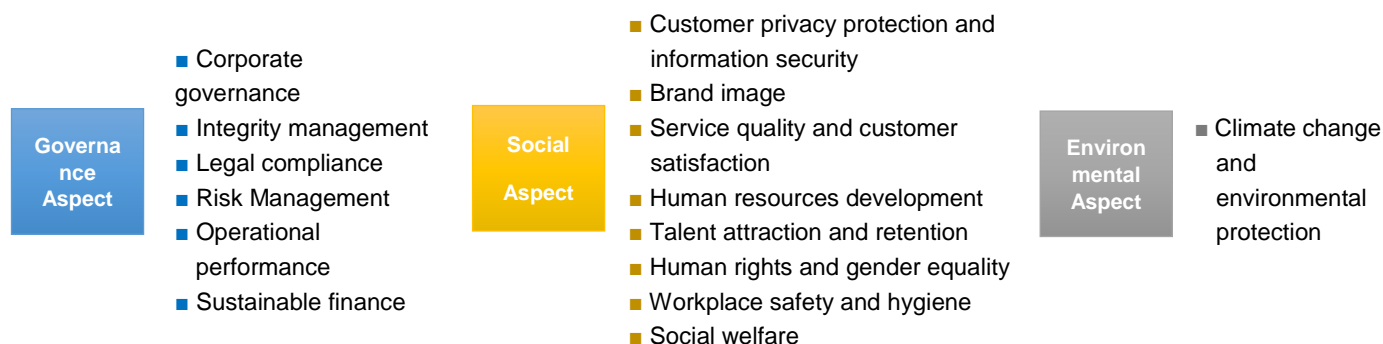 Governa
nce
Aspect
■ Corporate
governance
■ Integrity management
■ Legal compliance
■ Risk Management
■ Operational
performance
■ Sustainable finance
Social
Aspect
■ Customer privacy protection and
information security
■ Brand image
■ Service quality and customer
satisfaction
■ Human resources development
■ Talent attraction and retention
■ Human rights and gender equality
■ Workplace safety and hygiene
■ Social welfare
Environ
mental
Aspect
■ Climate change
and
environmental
protection